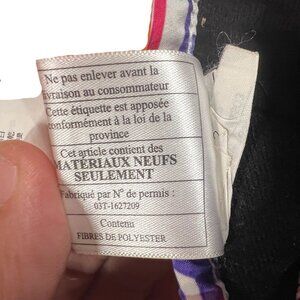 Ne pas enlever avant la
livraison au consommateur
Cette étiquette est apposée
conformément à la loi de la
province
Cet article contient des
MATÉRIAUX NEUFS
SEULEMENT
Fabriqué par N° de permis :
03T-1627209
Contenu
FIBRES DE POLYESTER